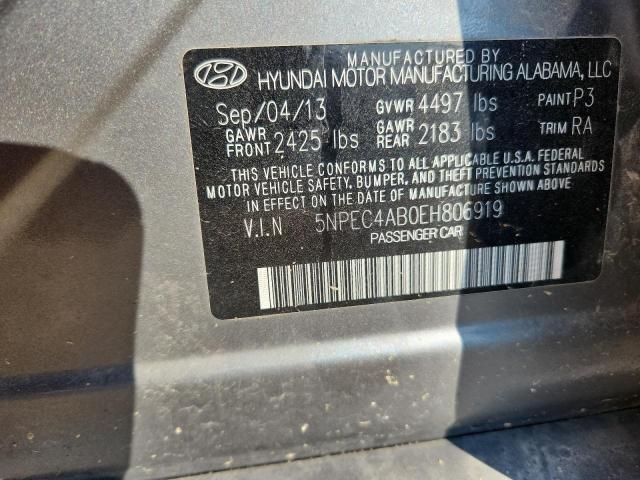 MANUFACTURED BY
HYUNDAI MOTOR MANUFACTURING ALABAMA, LLC
Sep/04/13 GVWR 4497 lbs PAINT P3
GAWR FRONT 2425 lbs GAWR REAR 2183 lbs TRIM RA
THIS VEHICLE CONFORMS TO ALL APPLICABLE U.S.A. FEDERAL
MOTOR VEHICLE SAFETY, BUMPER, AND THEFT PREVENTION STANDARDS
IN EFFECT ON THE DATE OF MANUFACTURE SHOWN ABOVE
V.I.N 5NPEC4AB0EH806919
PASSENGER CAR